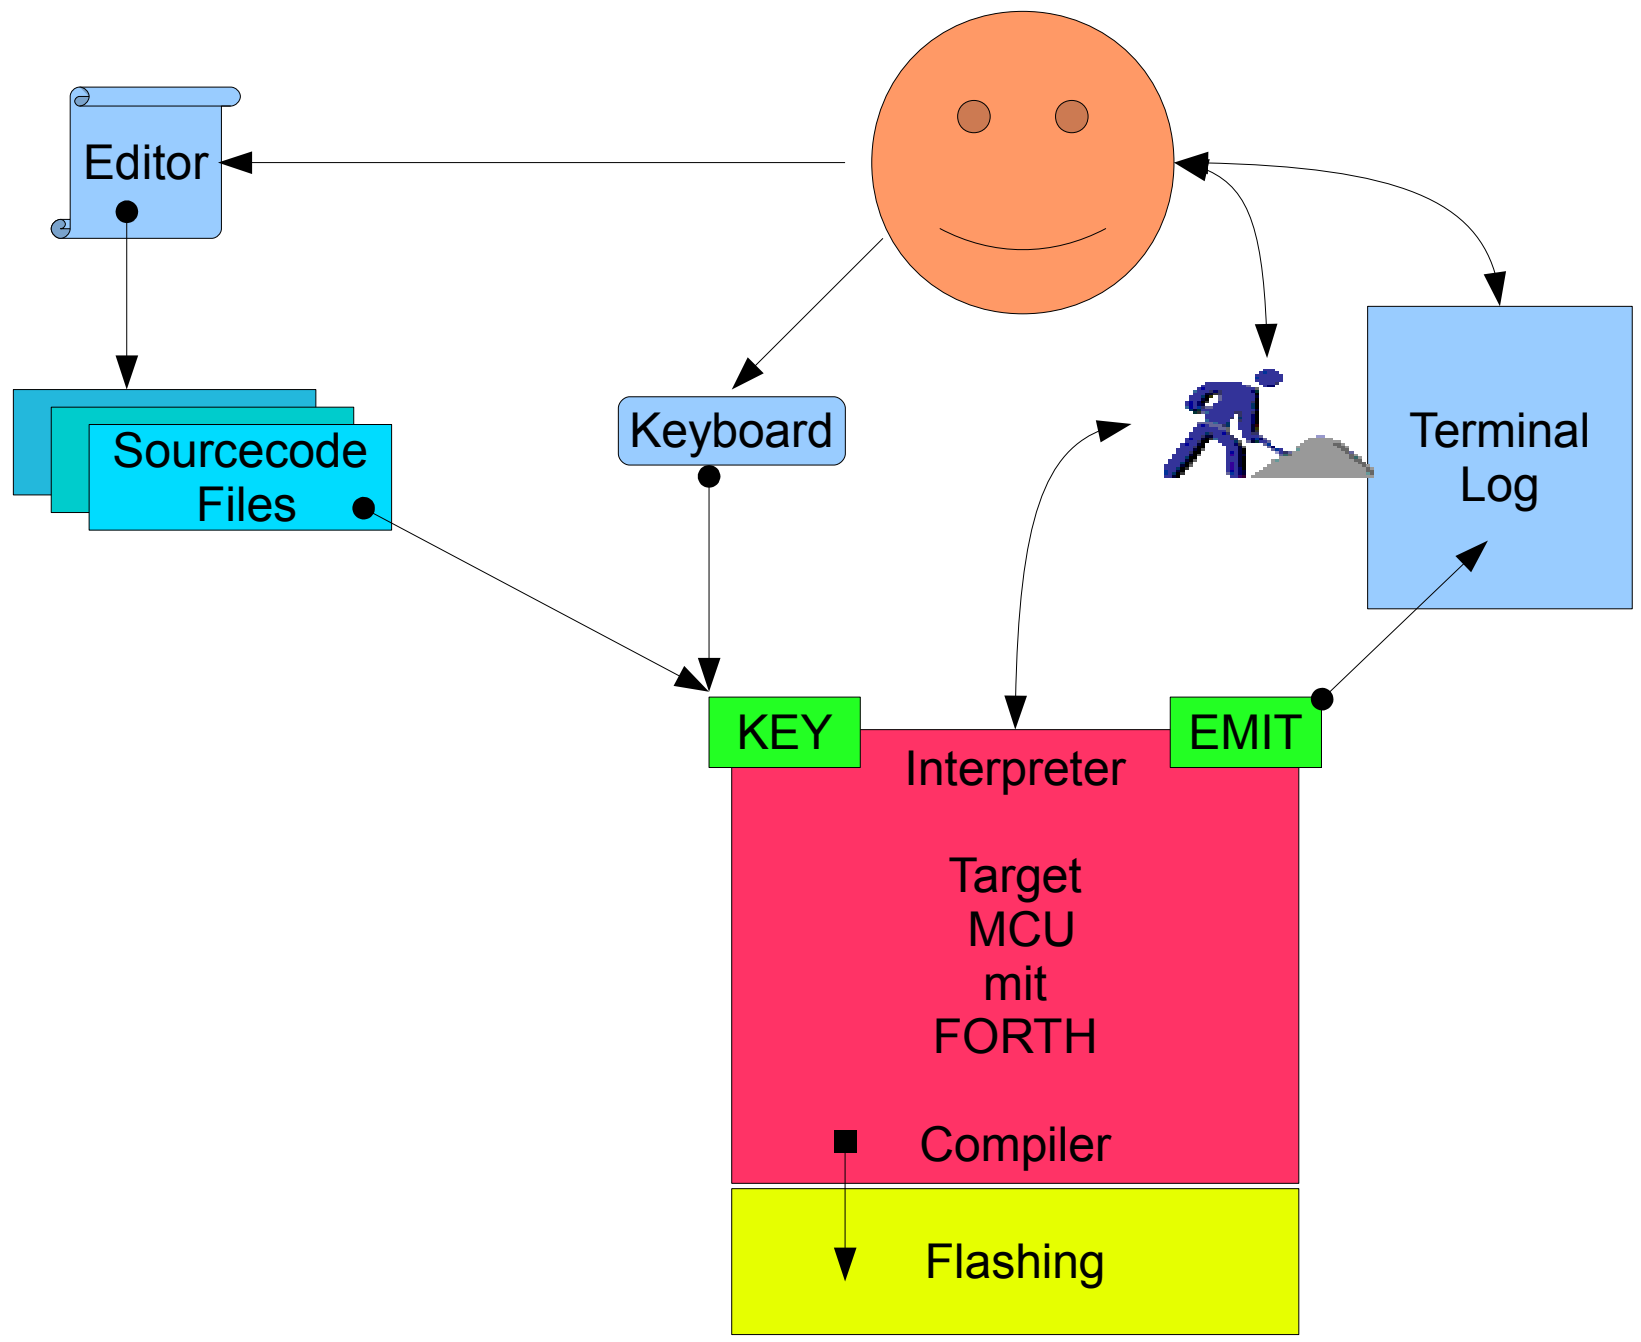 Editor
Sourcecode
Files
Keyboard
Terminal
Log
KEY
EMIT
Interpreter
Target
MCU
mit
FORTH
Compiler
Flashing